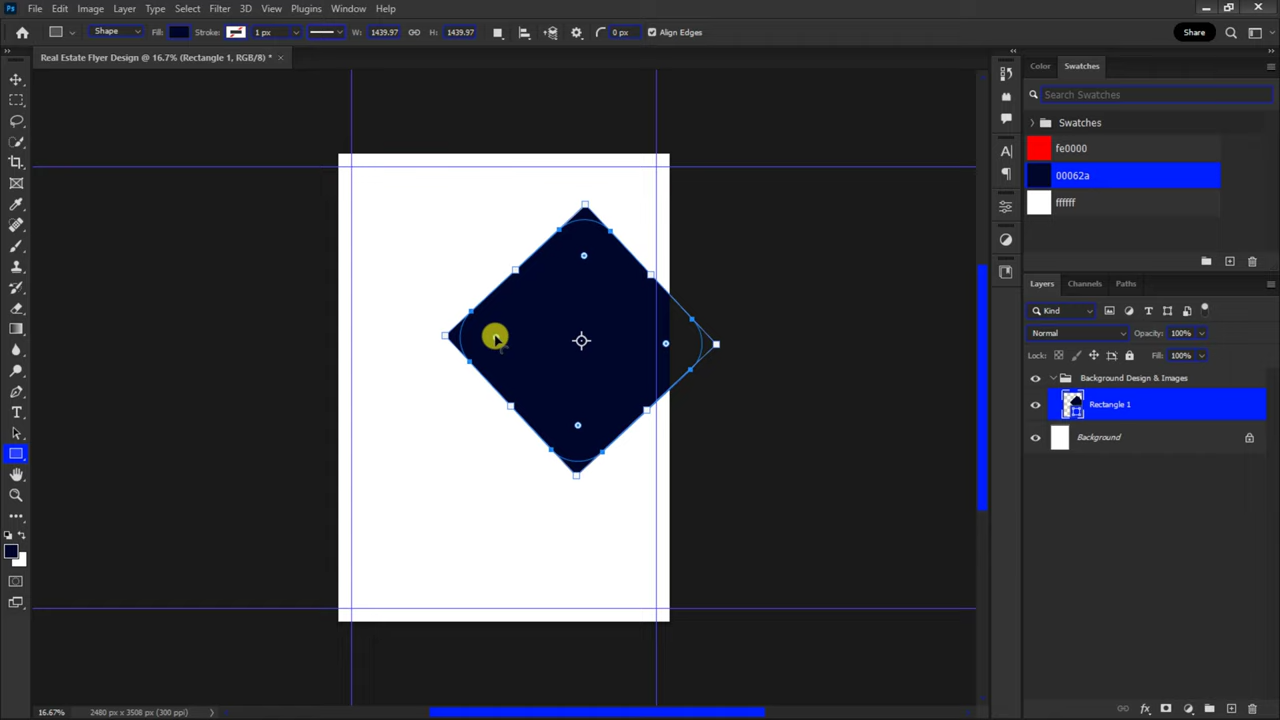 Ps File Edit Image Layer Type Select Filter 3D View Plugins Window Help
Shape Fill: Stroke: 1 px W: 1439.97 H: 1439.97 0 px Align Edges Share
Real Estate Flyer Design @ 16.7% (Rectangle 1, RGB/8) *
Color Swatches
Search Swatches
Swatches
fe0000
00062a
ffffff
Layers Channels Paths
Kind
Normal Opacity: 100%
Lock: Fill: 100%
Background Design & Images
Rectangle 1
Background
16.67% 2480 px x 3508 px (300 ppi)